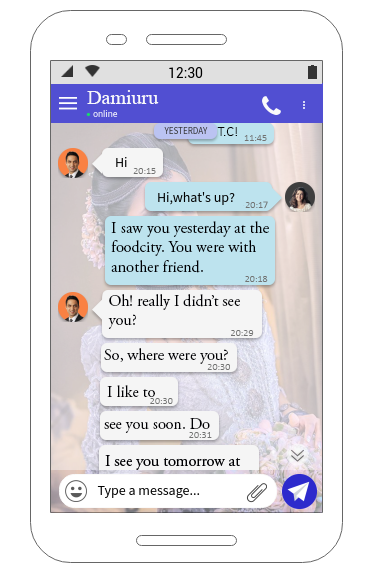 12:30
Damiuru
online
YESTERDAY
T.C!
11:45
Hi
20:15
Hi,what's up?
20:17
I saw you yesterday at the
foodcity. You were with
another friend.
20:18
Oh! really I didn't see
you?
20:29
So, where were you?
20:30
I like to
20:30
see you soon. Do
20:31
I see you tomorrow at
Type a message...